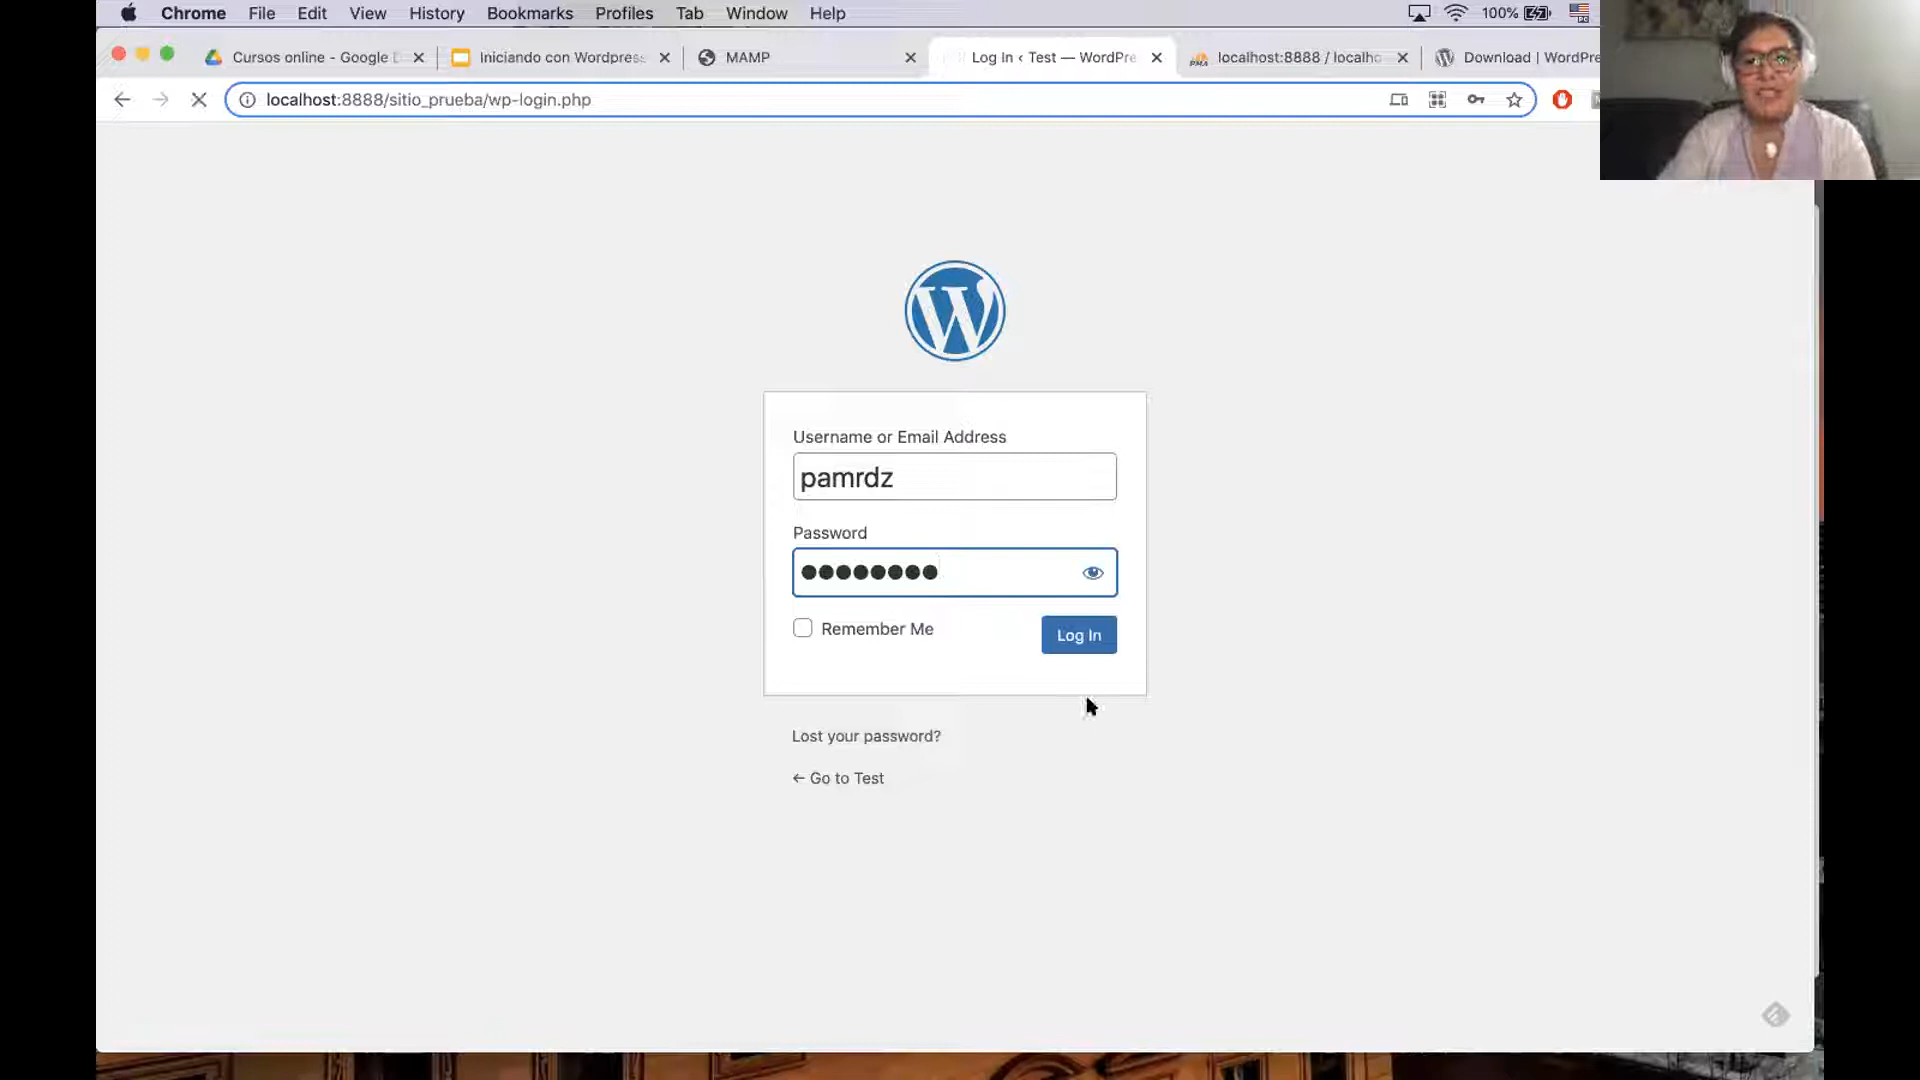 Chrome File Edit View History Bookmarks Profiles Tab Window Help 100%
Cursos online - Google Iniciando con Wordpress MAMP Log In ‹ Test — WordPre localhost:8888 / localho Download | WordPre
localhost:8888/sitio_prueba/wp-login.php
Username or Email Address
pamrdz
Password
Remember Me
Log In
Lost your password?
← Go to Test